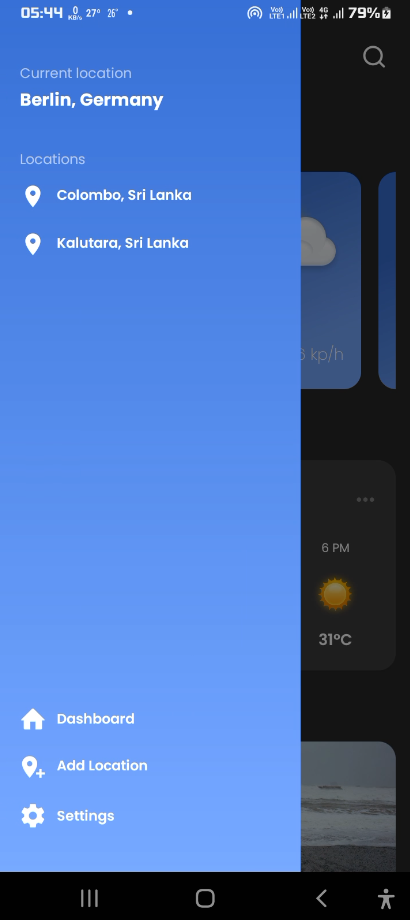 05:44 0 KB/s 27° 26° • Vo)) LTE1 Vo)) LTE2 4G 79%
Current location
Berlin, Germany
Locations
Colombo, Sri Lanka
Kalutara, Sri Lanka
kp/h
6 PM
31°C
Dashboard
Add Location
Settings